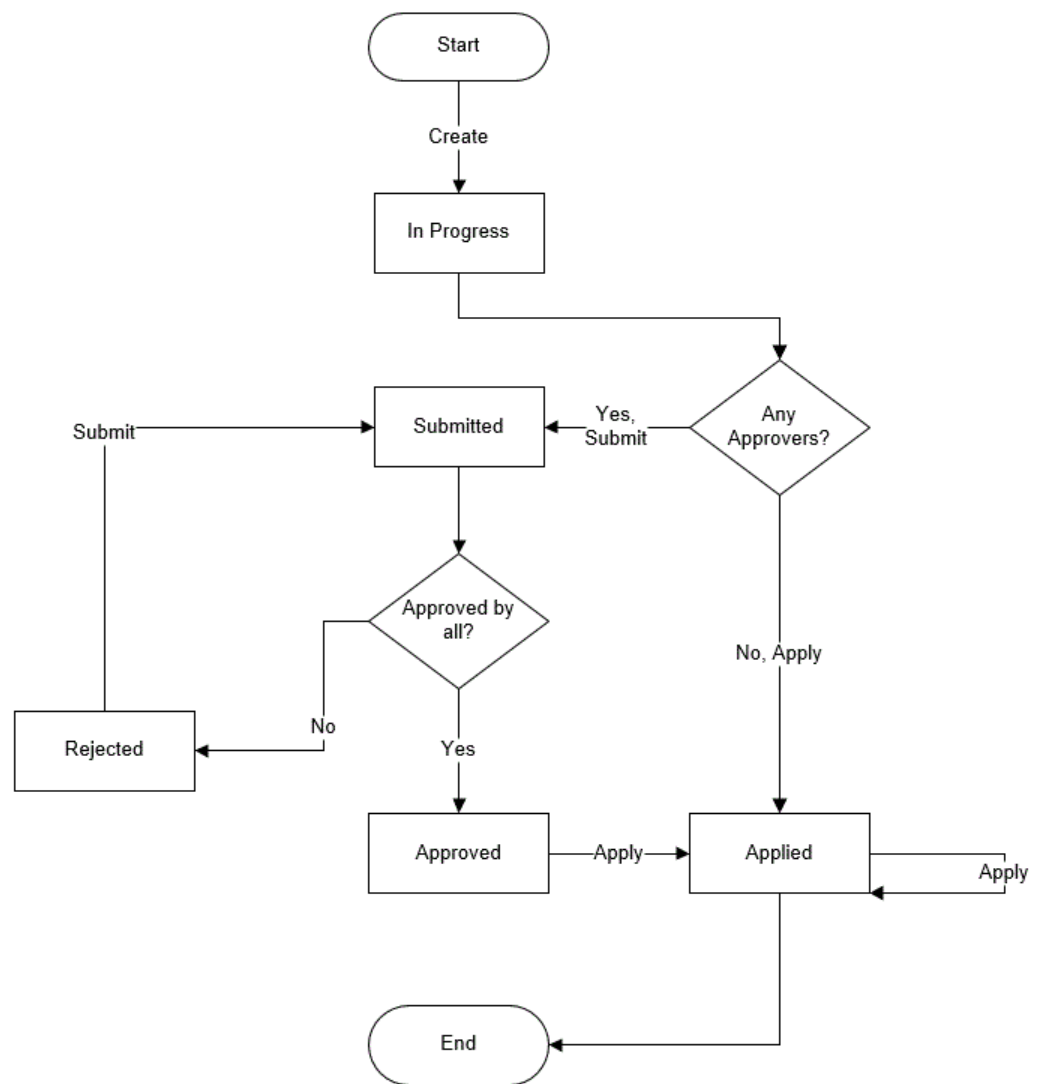 Start
Create
In Progress
Any
Approvers?
Yes,
Submit
Submitted
Submit
Approved by
all?
No, Apply
No
Yes
Rejected
Approved
Apply
Applied
Apply
End